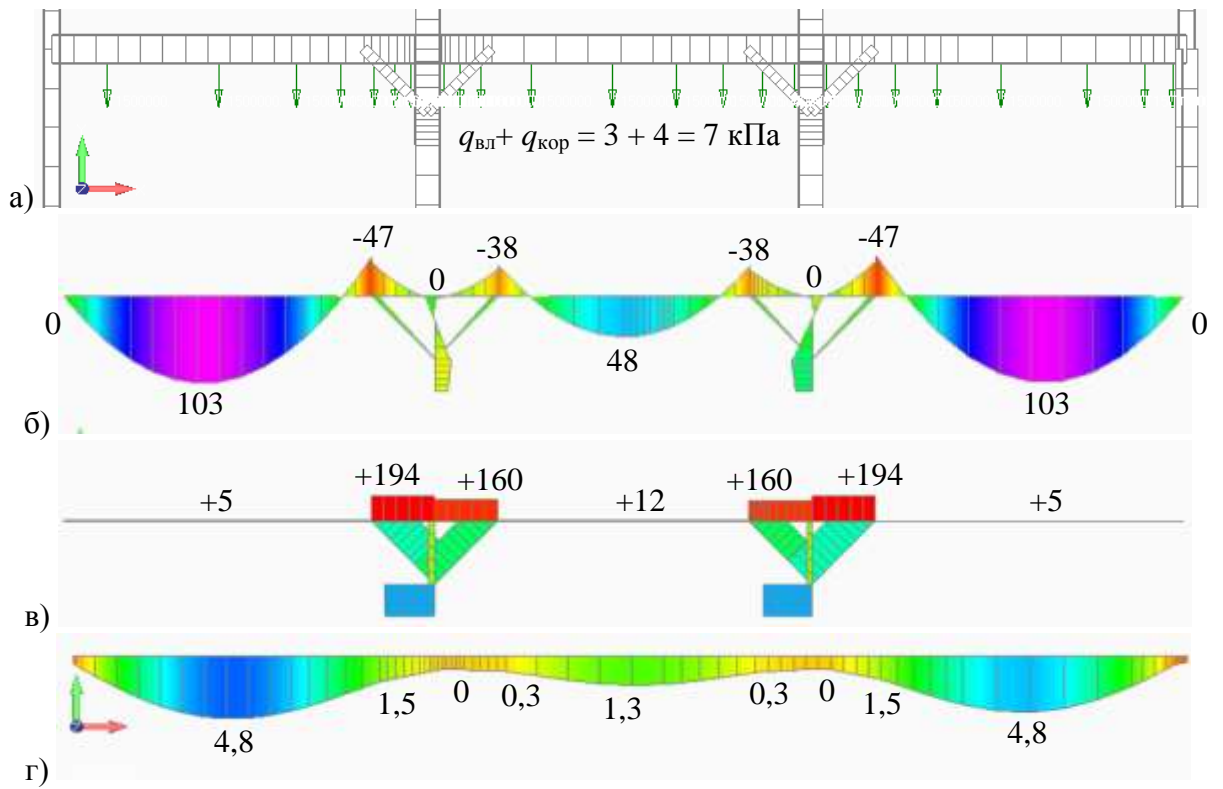 qвл+ qкор = 3 + 4 = 7 кПа
а)
-47 -38 -38 -47
0 0
0 0
48
103 103
б)
+194 +160 +160 +194
+5 +12 +5
в)
1,5 0 0,3 1,3 0,3 0 1,5
4,8 4,8
г)